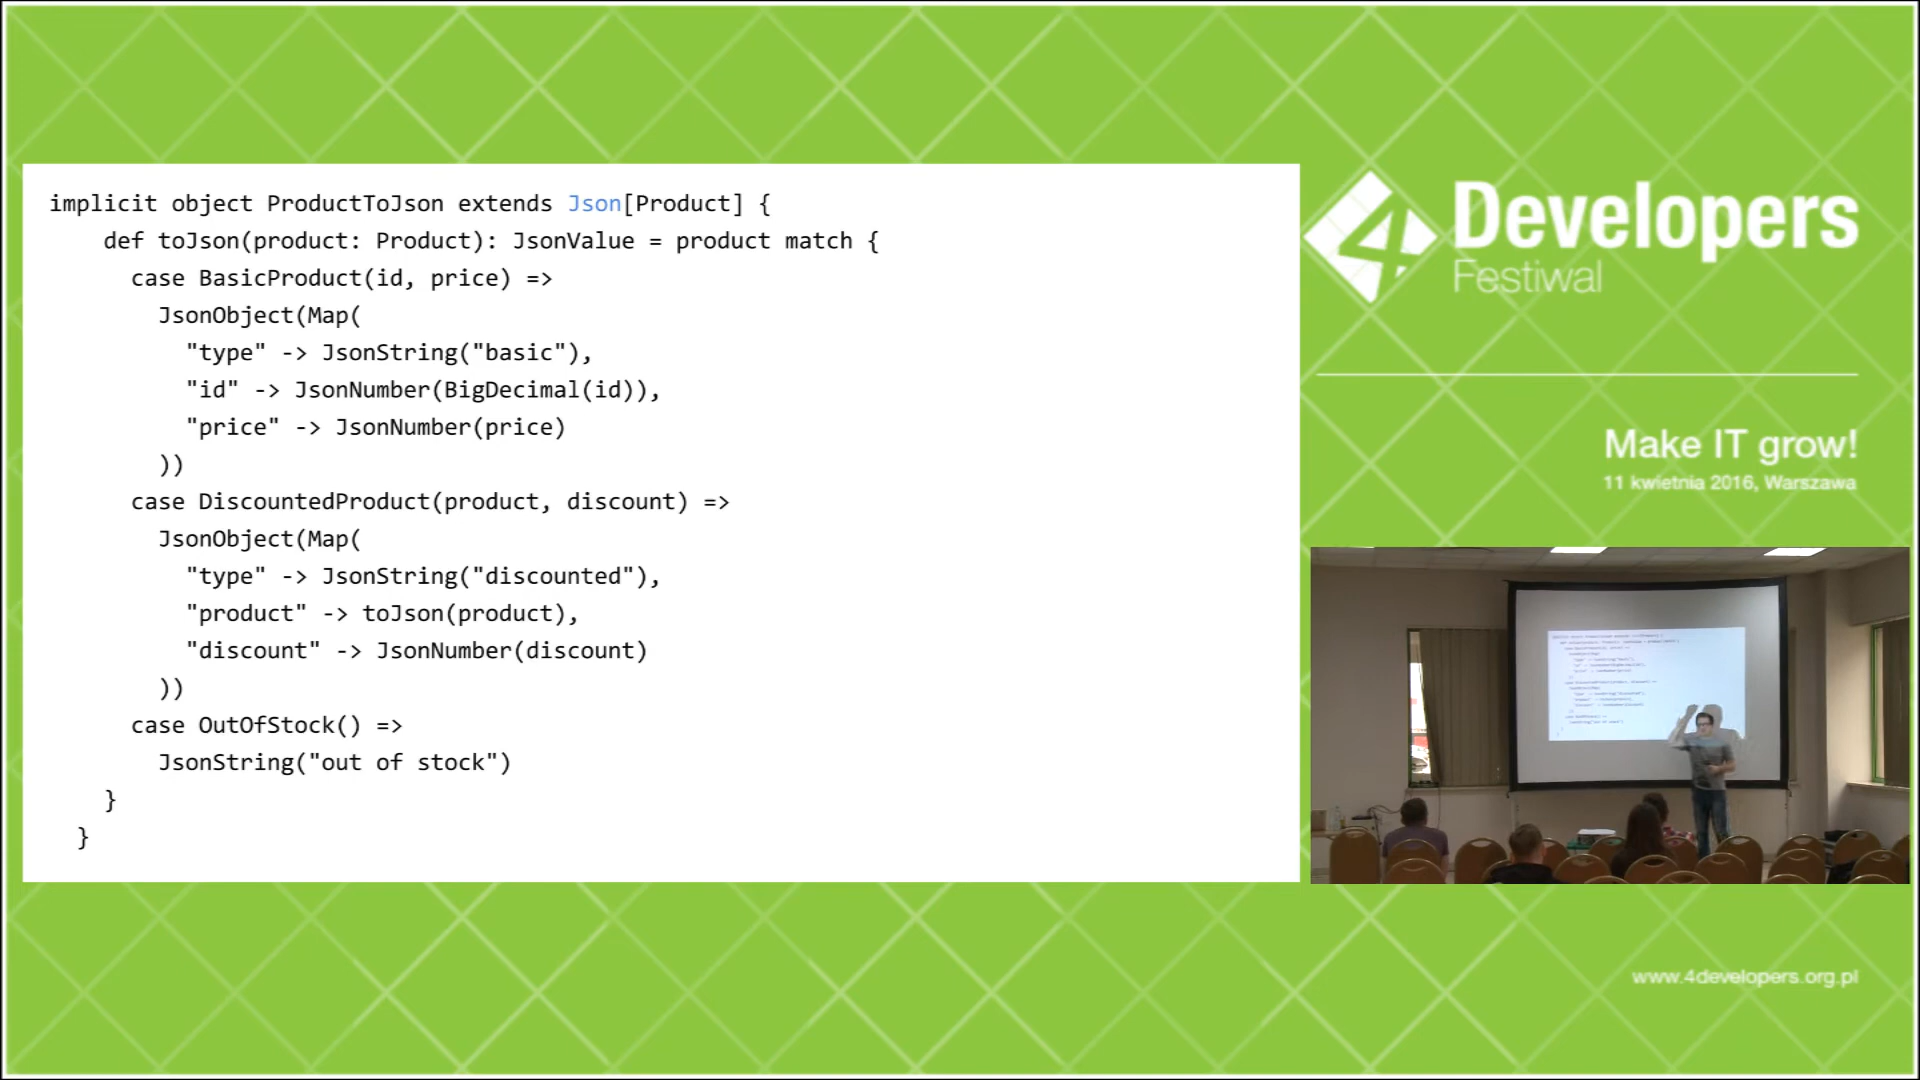 implicit object ProductToJson extends Json[Product] {
def toJson(product: Product): JsonValue = product match {
case BasicProduct(id, price) =>
JsonObject(Map(
"type" -> JsonString("basic"),
"id" -> JsonNumber(BigDecimal(id)),
"price" -> JsonNumber(price)
))
case DiscountedProduct(product, discount) =>
JsonObject(Map(
"type" -> JsonString("discounted"),
"product" -> toJson(product),
"discount" -> JsonNumber(discount)
))
case OutOfStock() =>
JsonString("out of stock")
}
}
4 Developers
Festiwal
Make IT grow!
11 kwietnia 2016, Warszawa
www.4developers.org.pl